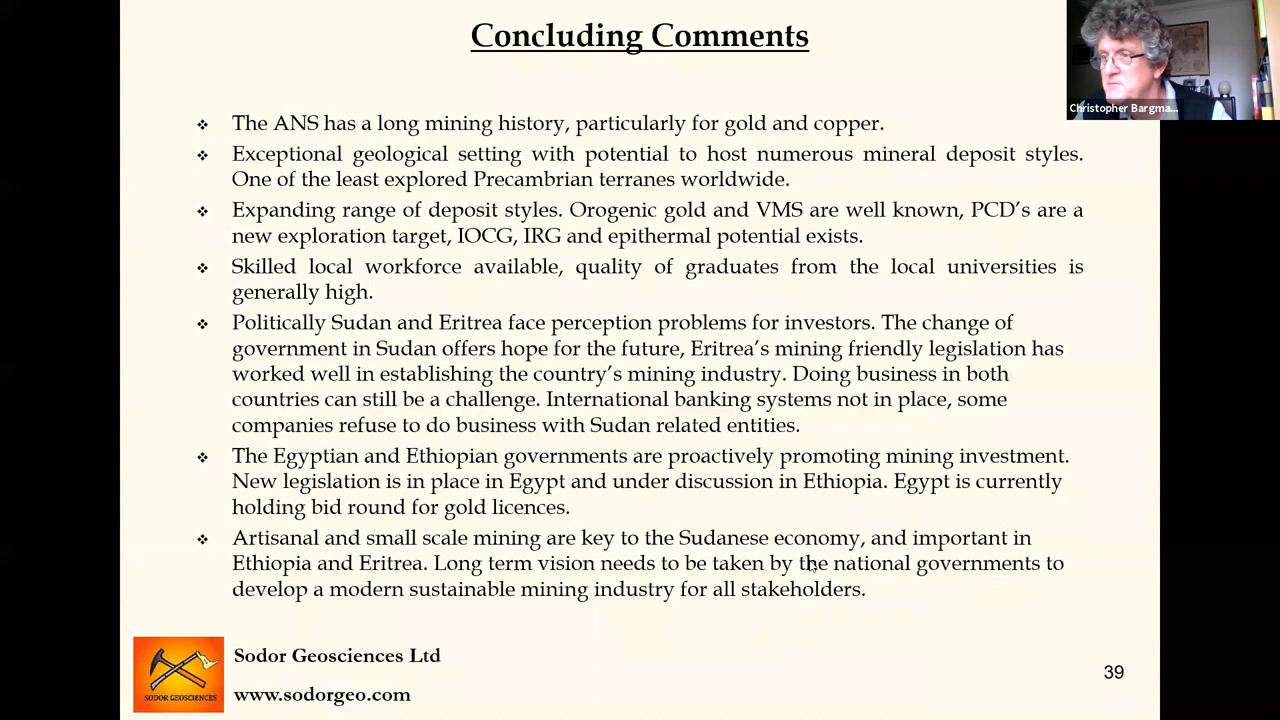 Concluding Comments
Christopher Bargma...
❖ The ANS has a long mining history, particularly for gold and copper.
❖ Exceptional geological setting with potential to host numerous mineral deposit styles.
One of the least explored Precambrian terranes worldwide.
❖ Expanding range of deposit styles. Orogenic gold and VMS are well known, PCD's are a
new exploration target, IOCG, IRG and epithermal potential exists.
❖ Skilled local workforce available, quality of graduates from the local universities is
generally high.
❖ Politically Sudan and Eritrea face perception problems for investors. The change of
government in Sudan offers hope for the future, Eritrea's mining friendly legislation has
worked well in establishing the country's mining industry. Doing business in both
countries can still be a challenge. International banking systems not in place, some
companies refuse to do business with Sudan related entities.
❖ The Egyptian and Ethiopian governments are proactively promoting mining investment.
New legislation is in place in Egypt and under discussion in Ethiopia. Egypt is currently
holding bid round for gold licences.
❖ Artisanal and small scale mining are key to the Sudanese economy, and important in
Ethiopia and Eritrea. Long term vision needs to be taken by the national governments to
develop a modern sustainable mining industry for all stakeholders.
SODOR GEOSCIENCES
Sodor Geosciences Ltd
www.sodorgeo.com
39